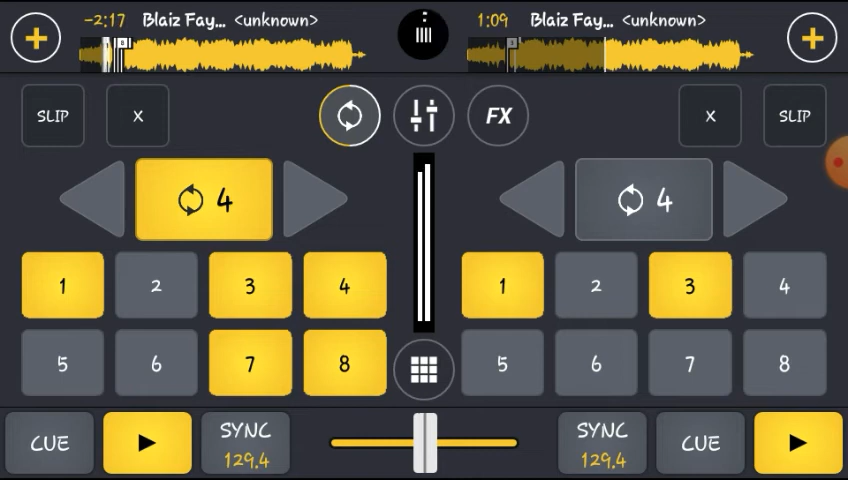 -2:17 Blaiz Fay... <unknown>
1:09 Blaiz Fay... <unknown>
SLIP X FX X SLIP
4 4
1 2 3 4 1 2 3 4
5 6 7 8 5 6 7 8
CUE SYNC SYNC CUE
129.4 129.4